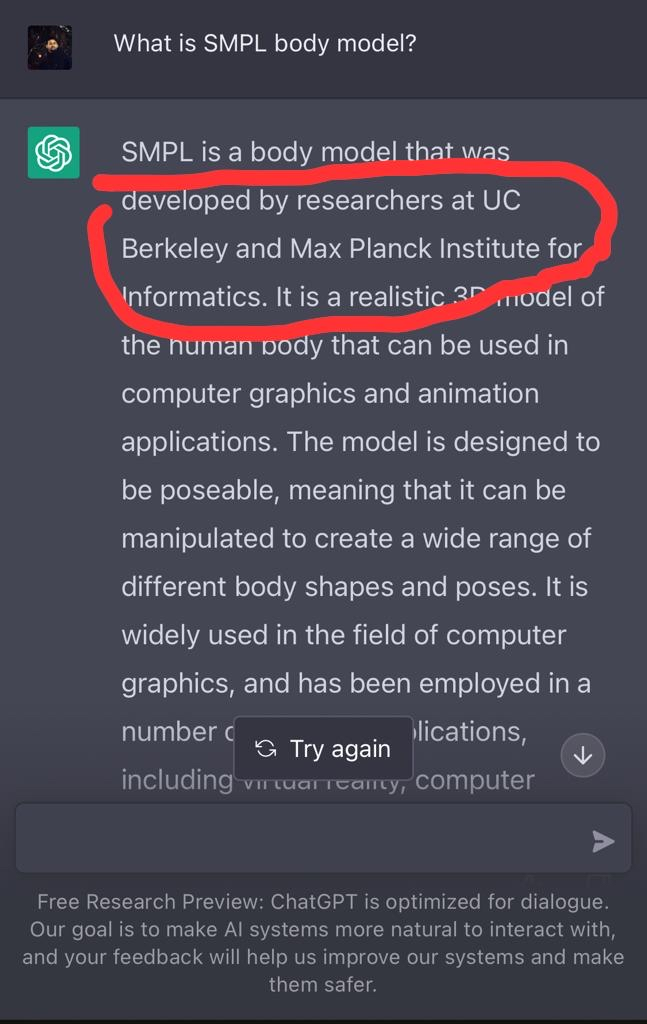 What is SMPL body model?
SMPL is a body model that was
developed by researchers at UC
Berkeley and Max Planck Institute for
Informatics. It is a realistic 3D model of
the human body that can be used in
computer graphics and animation
applications. The model is designed to
be poseable, meaning that it can be
manipulated to create a wide range of
different body shapes and poses. It is
widely used in the field of computer
graphics, and has been employed in a
number
Try again
including virtual reality, computer
Free Research Preview: ChatGPT is optimized for dialogue.
Our goal is to make AI systems more natural to interact with,
and your feedback will help us improve our systems and make
them safer.